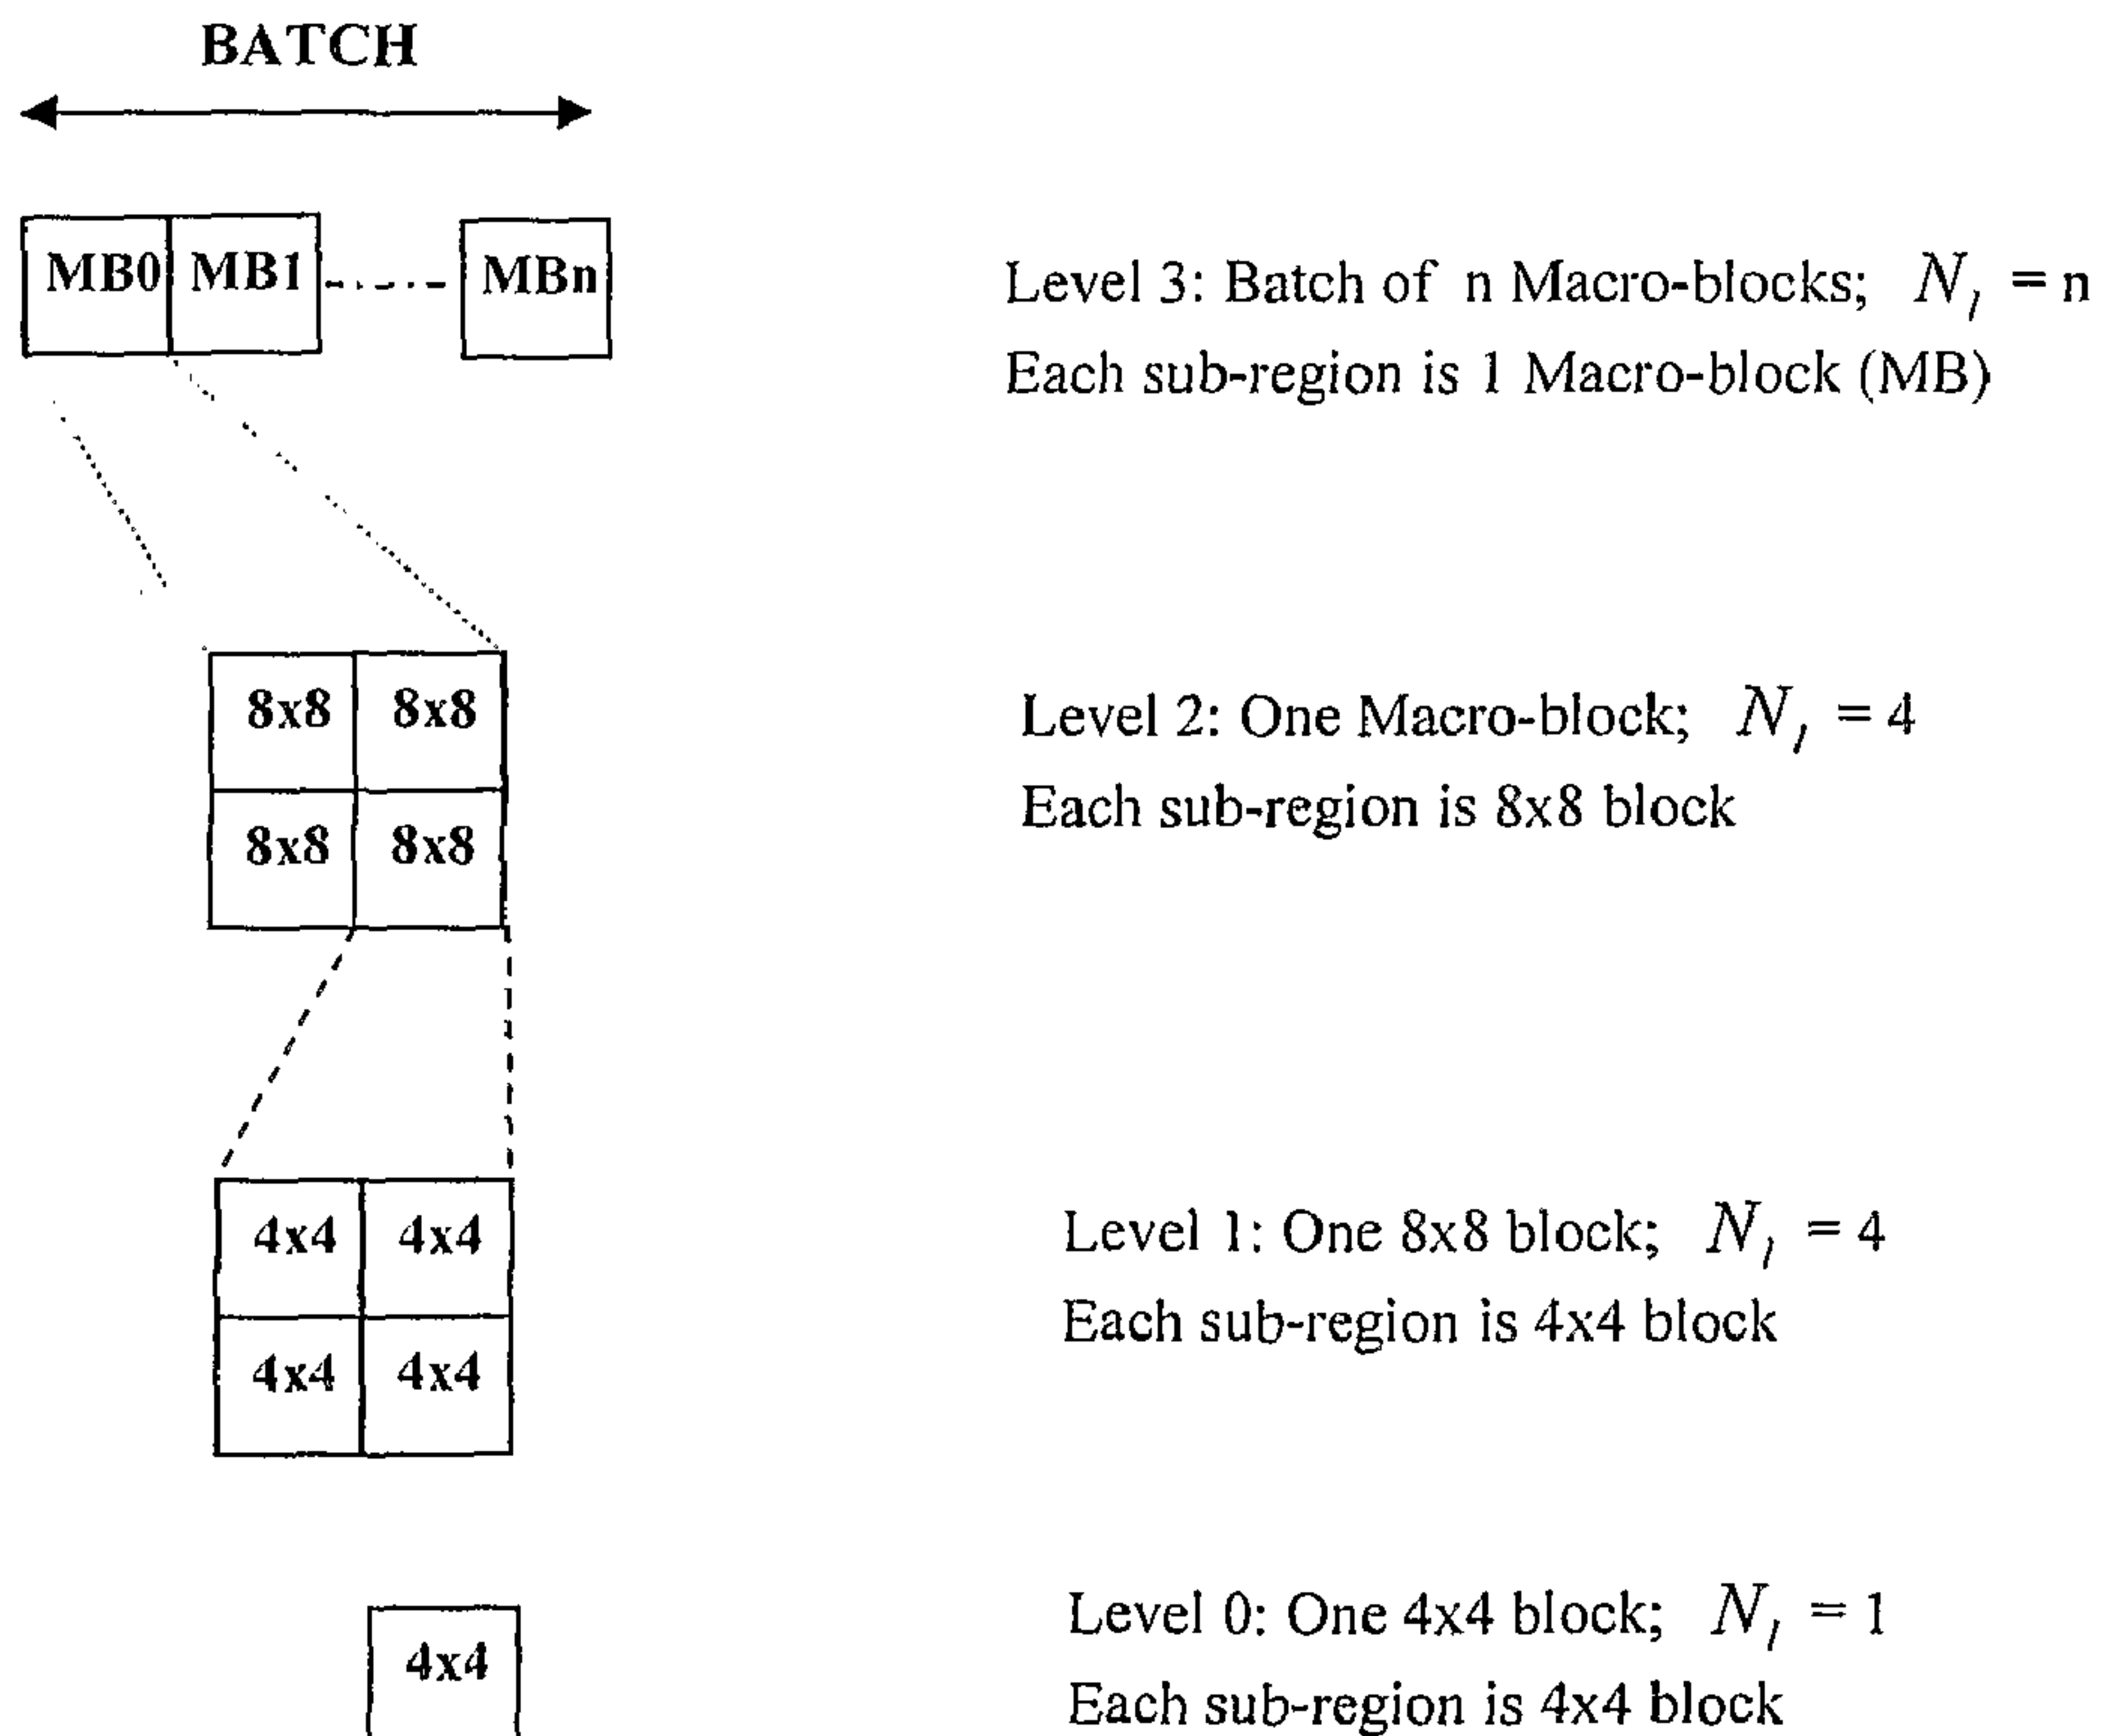 BATCH
MB0 MB1 MBn
Level 3: Batch of n Macro-blocks; N_l = n
Each sub-region is 1 Macro-block (MB)
8x8 8x8
Level 2: One Macro-block; N_l = 4
8x8 8x8
Each sub-region is 8x8 block
4x4 4x4
Level 1: One 8x8 block; N_l = 4
4x4 4x4
Each sub-region is 4x4 block
4x4
Level 0: One 4x4 block; N_l = 1
Each sub-region is 4x4 block